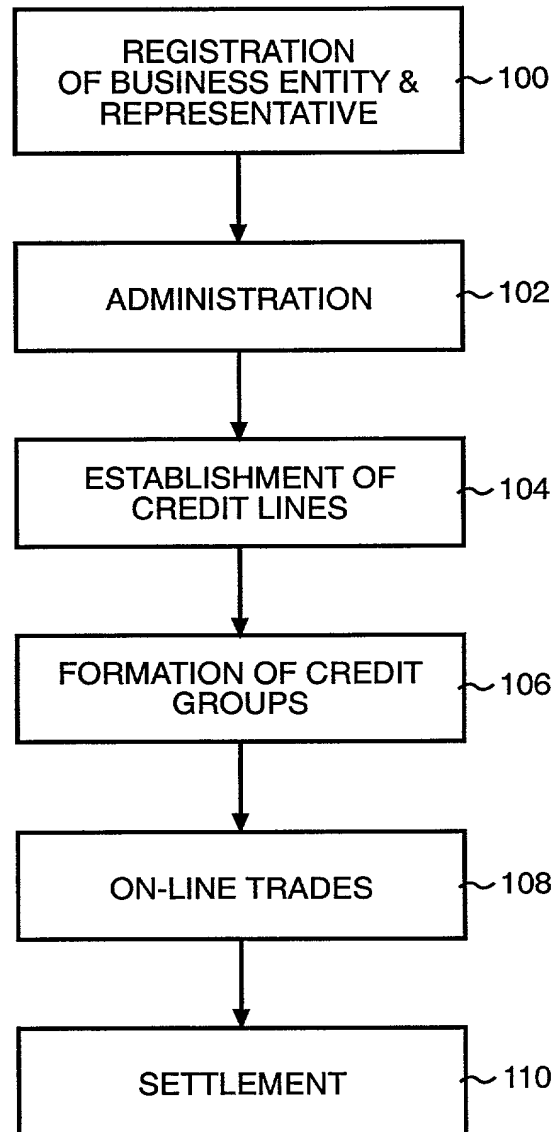 REGISTRATION
OF BUSINESS ENTITY &
REPRESENTATIVE
100
ADMINISTRATION
102
ESTABLISHMENT OF
CREDIT LINES
104
FORMATION OF CREDIT
GROUPS
106
ON-LINE TRADES
108
SETTLEMENT
110